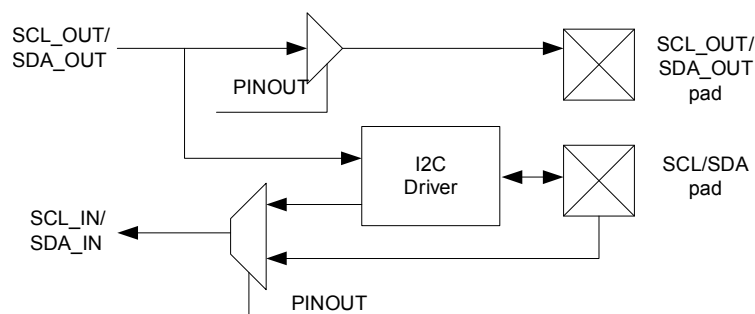 SCL_OUT/
SDA_OUT
PINOUT
SCL_OUT/
SDA_OUT
pad
I2C
Driver
SCL/SDA
pad
SCL_IN/
SDA_IN
PINOUT